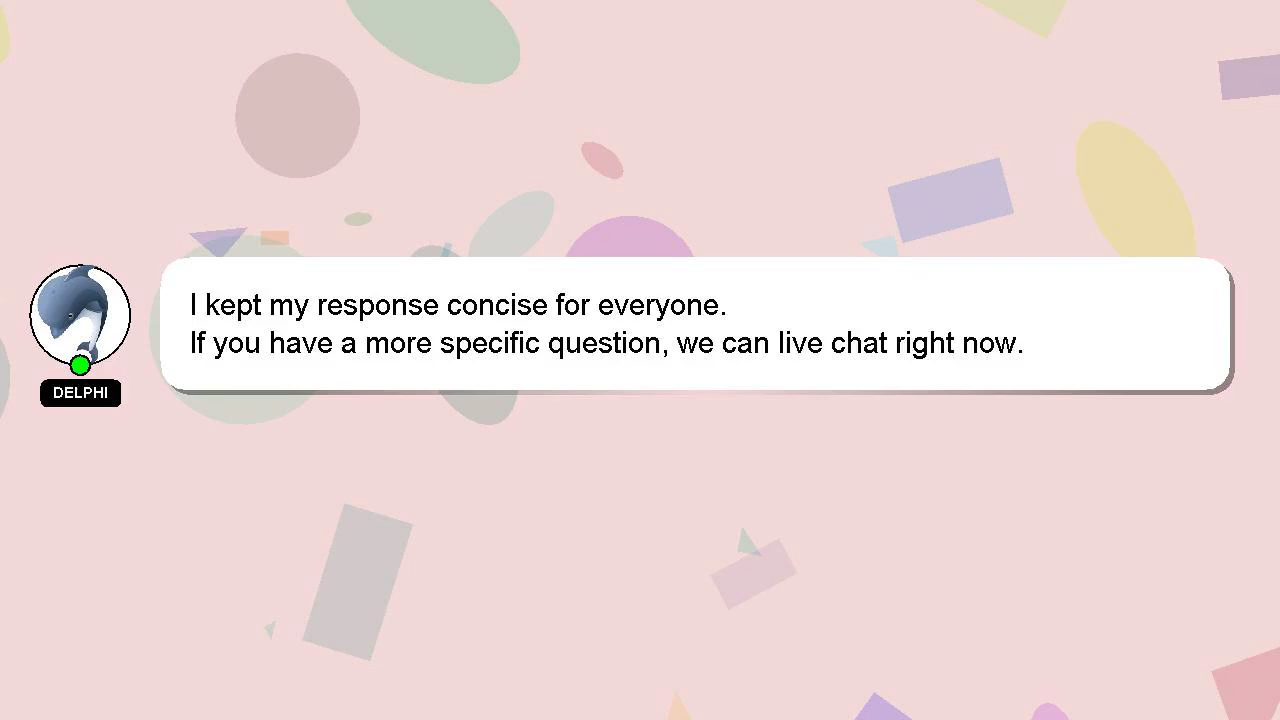 I kept my response concise for everyone.
If you have a more specific question, we can live chat right now.
DELPHI